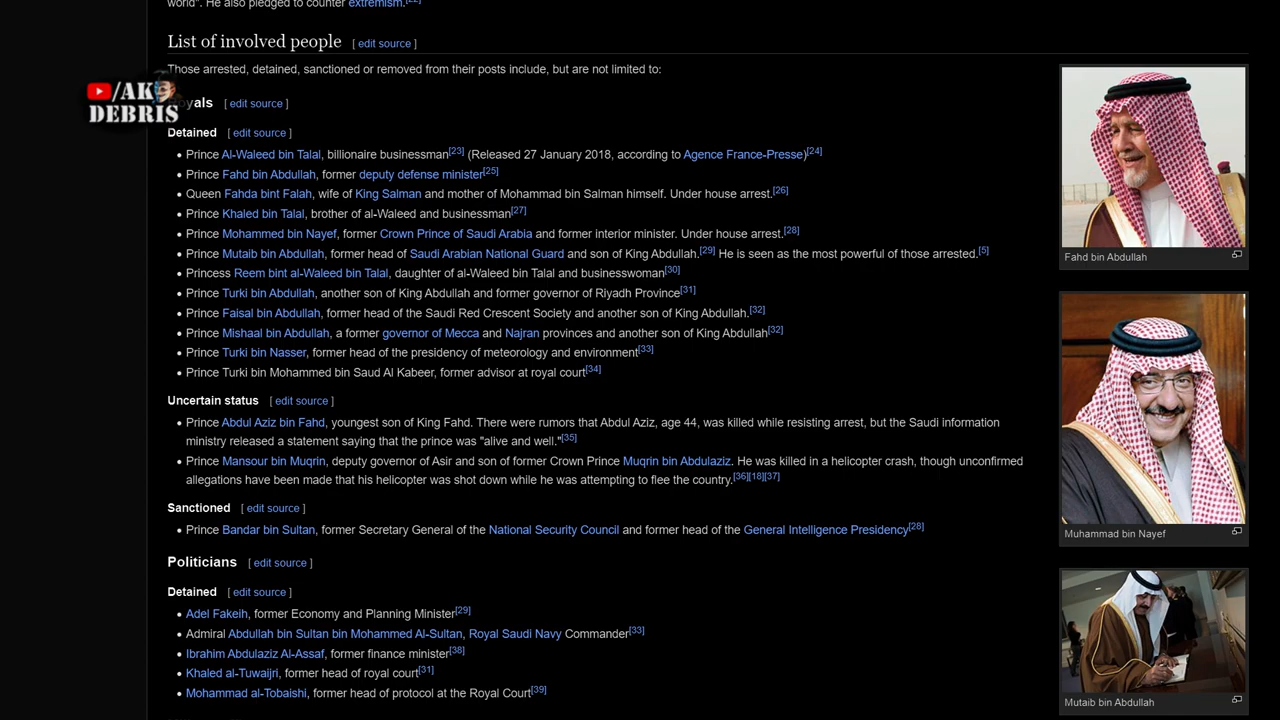 world". He also pledged to counter extremism.[22]
List of involved people [ edit source ]
Those arrested, detained, sanctioned or removed from their posts include, but are not limited to:
/AK
DEBRIS
Royals [ edit source ]
Detained [ edit source ]
• Prince Al-Waleed bin Talal, billionaire businessman[23] (Released 27 January 2018, according to Agence France-Presse)[24]
• Prince Fahd bin Abdullah, former deputy defense minister[25]
• Queen Fahda bint Falah, wife of King Salman and mother of Mohammad bin Salman himself. Under house arrest.[26]
• Prince Khaled bin Talal, brother of al-Waleed and businessman[27]
• Prince Mohammed bin Nayef, former Crown Prince of Saudi Arabia and former interior minister. Under house arrest.[28]
• Prince Mutaib bin Abdullah, former head of Saudi Arabian National Guard and son of King Abdullah.[29] He is seen as the most powerful of those arrested.[5]
• Princess Reem bint al-Waleed bin Talal, daughter of al-Waleed bin Talal and businesswoman[30]
• Prince Turki bin Abdullah, another son of King Abdullah and former governor of Riyadh Province[31]
• Prince Faisal bin Abdullah, former head of the Saudi Red Crescent Society and another son of King Abdullah.[32]
• Prince Mishaal bin Abdullah, a former governor of Mecca and Najran provinces and another son of King Abdullah[32]
• Prince Turki bin Nasser, former head of the presidency of meteorology and environment[33]
• Prince Turki bin Mohammed bin Saud Al Kabeer, former advisor at royal court[34]
Uncertain status [ edit source ]
• Prince Abdul Aziz bin Fahd, youngest son of King Fahd. There were rumors that Abdul Aziz, age 44, was killed while resisting arrest, but the Saudi information
ministry released a statement saying that the prince was "alive and well."[35]
• Prince Mansour bin Muqrin, deputy governor of Asir and son of former Crown Prince Muqrin bin Abdulaziz. He was killed in a helicopter crash, though unconfirmed
allegations have been made that his helicopter was shot down while he was attempting to flee the country.[36][18][37]
Sanctioned [ edit source ]
• Prince Bandar bin Sultan, former Secretary General of the National Security Council and former head of the General Intelligence Presidency[28]
Politicians [ edit source ]
Detained [ edit source ]
• Adel Fakeih, former Economy and Planning Minister[29]
• Admiral Abdullah bin Sultan bin Mohammed Al-Sultan, Royal Saudi Navy Commander[33]
• Ibrahim Abdulaziz Al-Assaf, former finance minister[38]
• Khaled al-Tuwaijri, former head of royal court[31]
• Mohammad al-Tobaishi, former head of protocol at the Royal Court[39]
Fahd bin Abdullah
Muhammad bin Nayef
Mutaib bin Abdullah